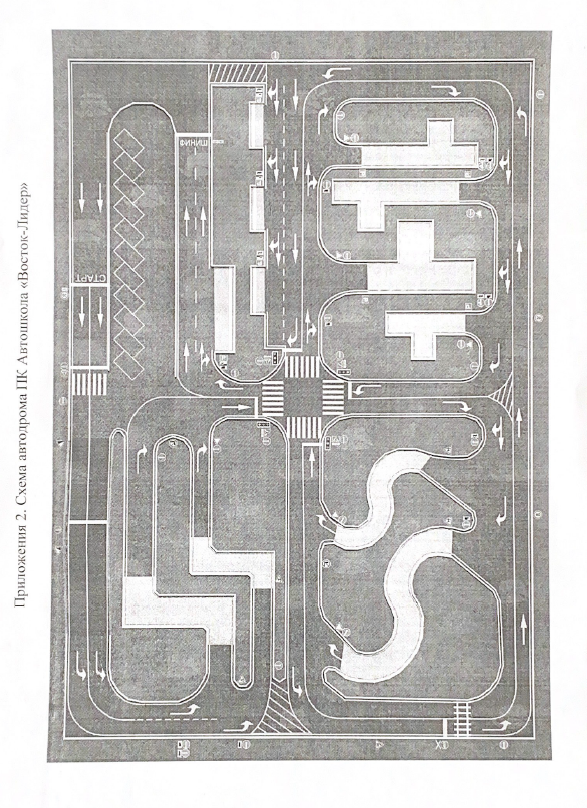 Приложения 2. Схема автодрома ПК Автошкола «Восток-Лидер»
СТАРТ
ФИНИШ